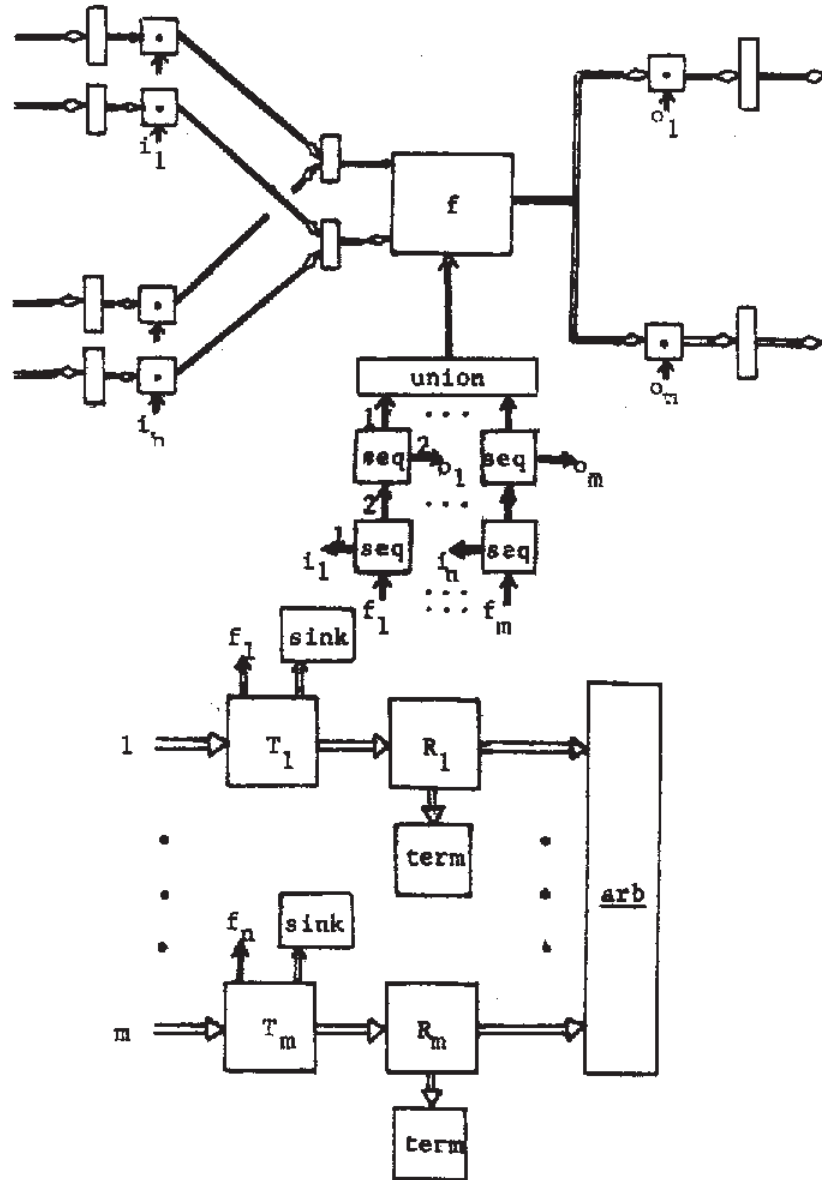 i1
o1
f
in
om
union
1 ...
2
seq o1 seq om
2 ...
1
i1 seq in seq
f1 ... fm
f1 sink
1 T1 R1
term
arb
fn sink
m Tm Rm
term